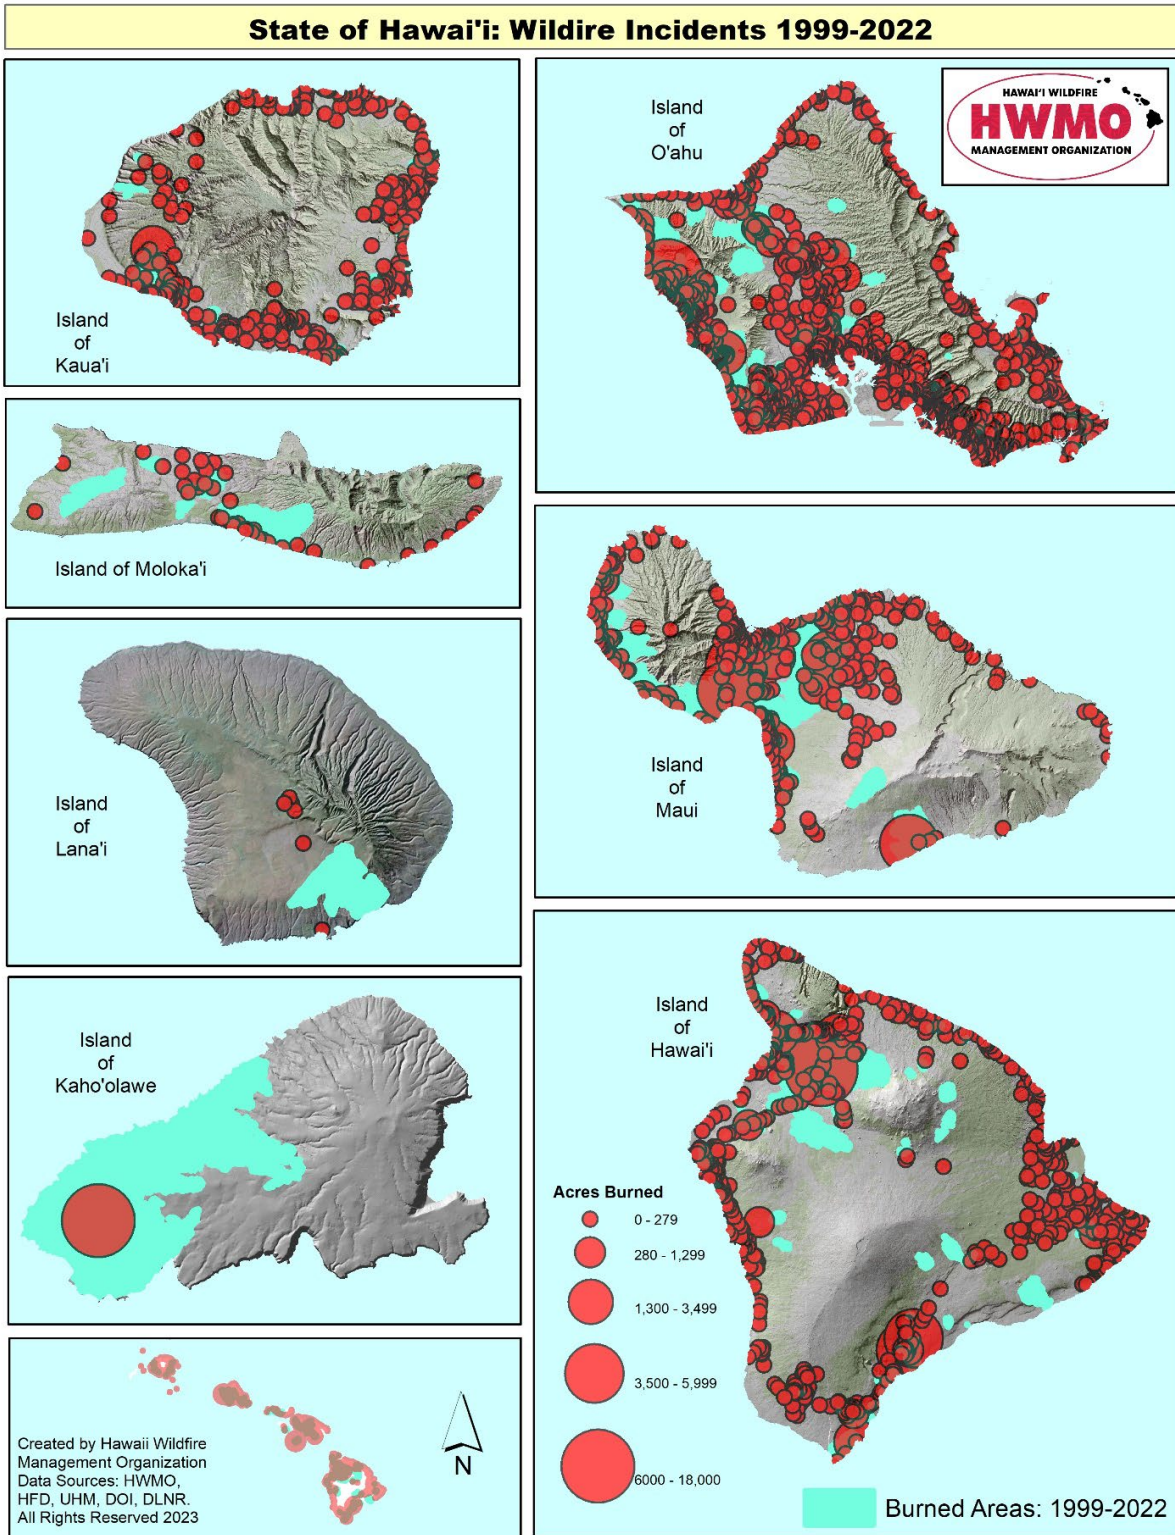 State of Hawai'i: Wildire Incidents 1999-2022
Island
of
Kaua'i
Island
of
O'ahu
HAWAI'I WILDFIRE
HWMO
MANAGEMENT ORGANIZATION
Island of Moloka'i
Island
of
Maui
Island
of
Lana'i
Island
of
Kaho'olawe
Island
of
Hawai'i
Acres Burned
0 - 279
280 - 1,299
1,300 - 3,499
3,500 - 5,999
6000 - 18,000
Burned Areas: 1999-2022
Created by Hawaii Wildfire
Management Organization
Data Sources: HWMO,
HFD, UHM, DOI, DLNR.
All Rights Reserved 2023
N